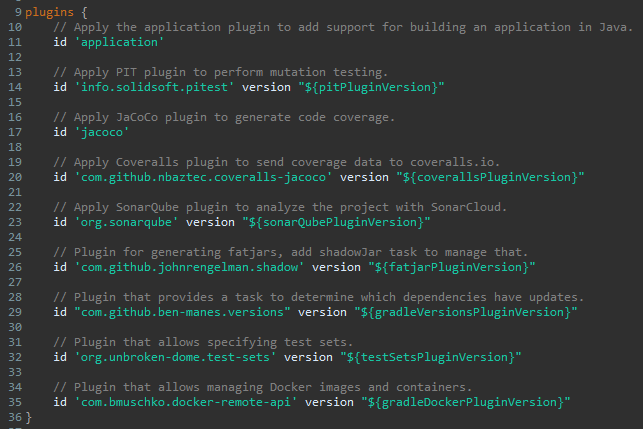 9 plugins {
10     // Apply the application plugin to add support for building an application in Java.
11     id 'application'
12
13     // Apply PIT plugin to perform mutation testing.
14     id 'info.solidsoft.pitest' version "${pitPluginVersion}"
15
16     // Apply JaCoCo plugin to generate code coverage.
17     id 'jacoco'
18
19     // Apply Coveralls plugin to send coverage data to coveralls.io.
20     id 'com.github.nbaztec.coveralls-jacoco' version "${coverallsPluginVersion}"
21
22     // Apply SonarQube plugin to analyze the project with SonarCloud.
23     id 'org.sonarqube' version "${sonarQubePluginVersion}"
24
25     // Plugin for generating fatjars, add shadowJar task to manage that.
26     id 'com.github.johnrengelman.shadow' version "${fatjarPluginVersion}"
27
28     // Plugin that provides a task to determine which dependencies have updates.
29     id "com.github.ben-manes.versions" version "${gradleVersionsPluginVersion}"
30
31     // Plugin that allows specifying test sets.
32     id 'org.unbroken-dome.test-sets' version "${testSetsPluginVersion}"
33
34     // Plugin that allows managing Docker images and containers.
35     id 'com.bmuschko.docker-remote-api' version "${gradleDockerPluginVersion}"
36 }